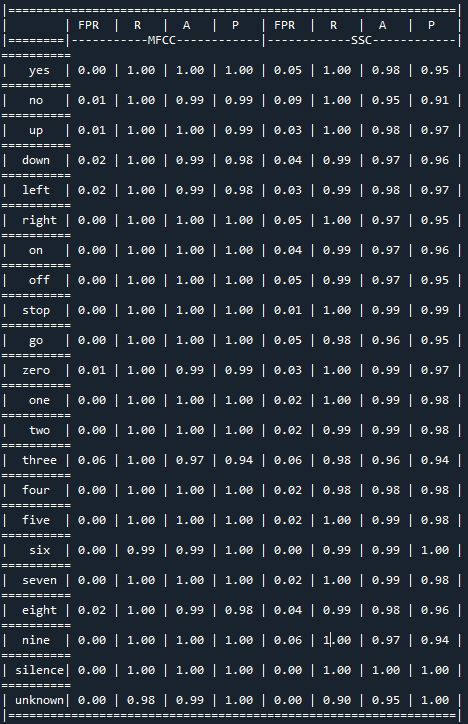 |===========================================================|
|        | FPR  |  R   |  A   |  P   | FPR  |  R   |  A   |  P   |
|========|-----------MFCC------------|------------SSC------------|
==========
|   yes  | 0.00 | 1.00 | 1.00 | 1.00 | 0.05 | 1.00 | 0.98 | 0.95 |
==========
|   no   | 0.01 | 1.00 | 0.99 | 0.99 | 0.09 | 1.00 | 0.95 | 0.91 |
==========
|   up   | 0.01 | 1.00 | 1.00 | 0.99 | 0.03 | 1.00 | 0.98 | 0.97 |
==========
|  down  | 0.02 | 1.00 | 0.99 | 0.98 | 0.04 | 0.99 | 0.97 | 0.96 |
==========
|  left  | 0.02 | 1.00 | 0.99 | 0.98 | 0.03 | 0.99 | 0.98 | 0.97 |
==========
|  right | 0.00 | 1.00 | 1.00 | 1.00 | 0.05 | 1.00 | 0.97 | 0.95 |
==========
|   on   | 0.00 | 1.00 | 1.00 | 1.00 | 0.04 | 0.99 | 0.97 | 0.96 |
==========
|   off  | 0.00 | 1.00 | 1.00 | 1.00 | 0.05 | 0.99 | 0.97 | 0.95 |
==========
|  stop  | 0.00 | 1.00 | 1.00 | 1.00 | 0.01 | 1.00 | 0.99 | 0.99 |
==========
|   go   | 0.00 | 1.00 | 1.00 | 1.00 | 0.05 | 0.98 | 0.96 | 0.95 |
==========
|  zero  | 0.01 | 1.00 | 0.99 | 0.99 | 0.03 | 1.00 | 0.99 | 0.97 |
==========
|   one  | 0.00 | 1.00 | 1.00 | 1.00 | 0.02 | 1.00 | 0.99 | 0.98 |
==========
|   two  | 0.00 | 1.00 | 1.00 | 1.00 | 0.02 | 0.99 | 0.99 | 0.98 |
==========
|  three | 0.06 | 1.00 | 0.97 | 0.94 | 0.06 | 0.98 | 0.96 | 0.94 |
==========
|  four  | 0.00 | 1.00 | 1.00 | 1.00 | 0.02 | 0.98 | 0.98 | 0.98 |
==========
|  five  | 0.00 | 1.00 | 1.00 | 1.00 | 0.02 | 1.00 | 0.99 | 0.98 |
==========
|   six  | 0.00 | 0.99 | 0.99 | 1.00 | 0.00 | 0.99 | 0.99 | 1.00 |
==========
|  seven | 0.00 | 1.00 | 1.00 | 1.00 | 0.02 | 1.00 | 0.99 | 0.98 |
==========
|  eight | 0.02 | 1.00 | 0.99 | 0.98 | 0.04 | 0.99 | 0.98 | 0.96 |
==========
|  nine  | 0.00 | 1.00 | 1.00 | 1.00 | 0.06 | 1.00 | 0.97 | 0.94 |
==========
| silence| 0.00 | 1.00 | 1.00 | 1.00 | 0.00 | 1.00 | 1.00 | 1.00 |
==========
| unknown| 0.00 | 0.98 | 0.99 | 1.00 | 0.00 | 0.90 | 0.95 | 1.00 |
|===========================================================|